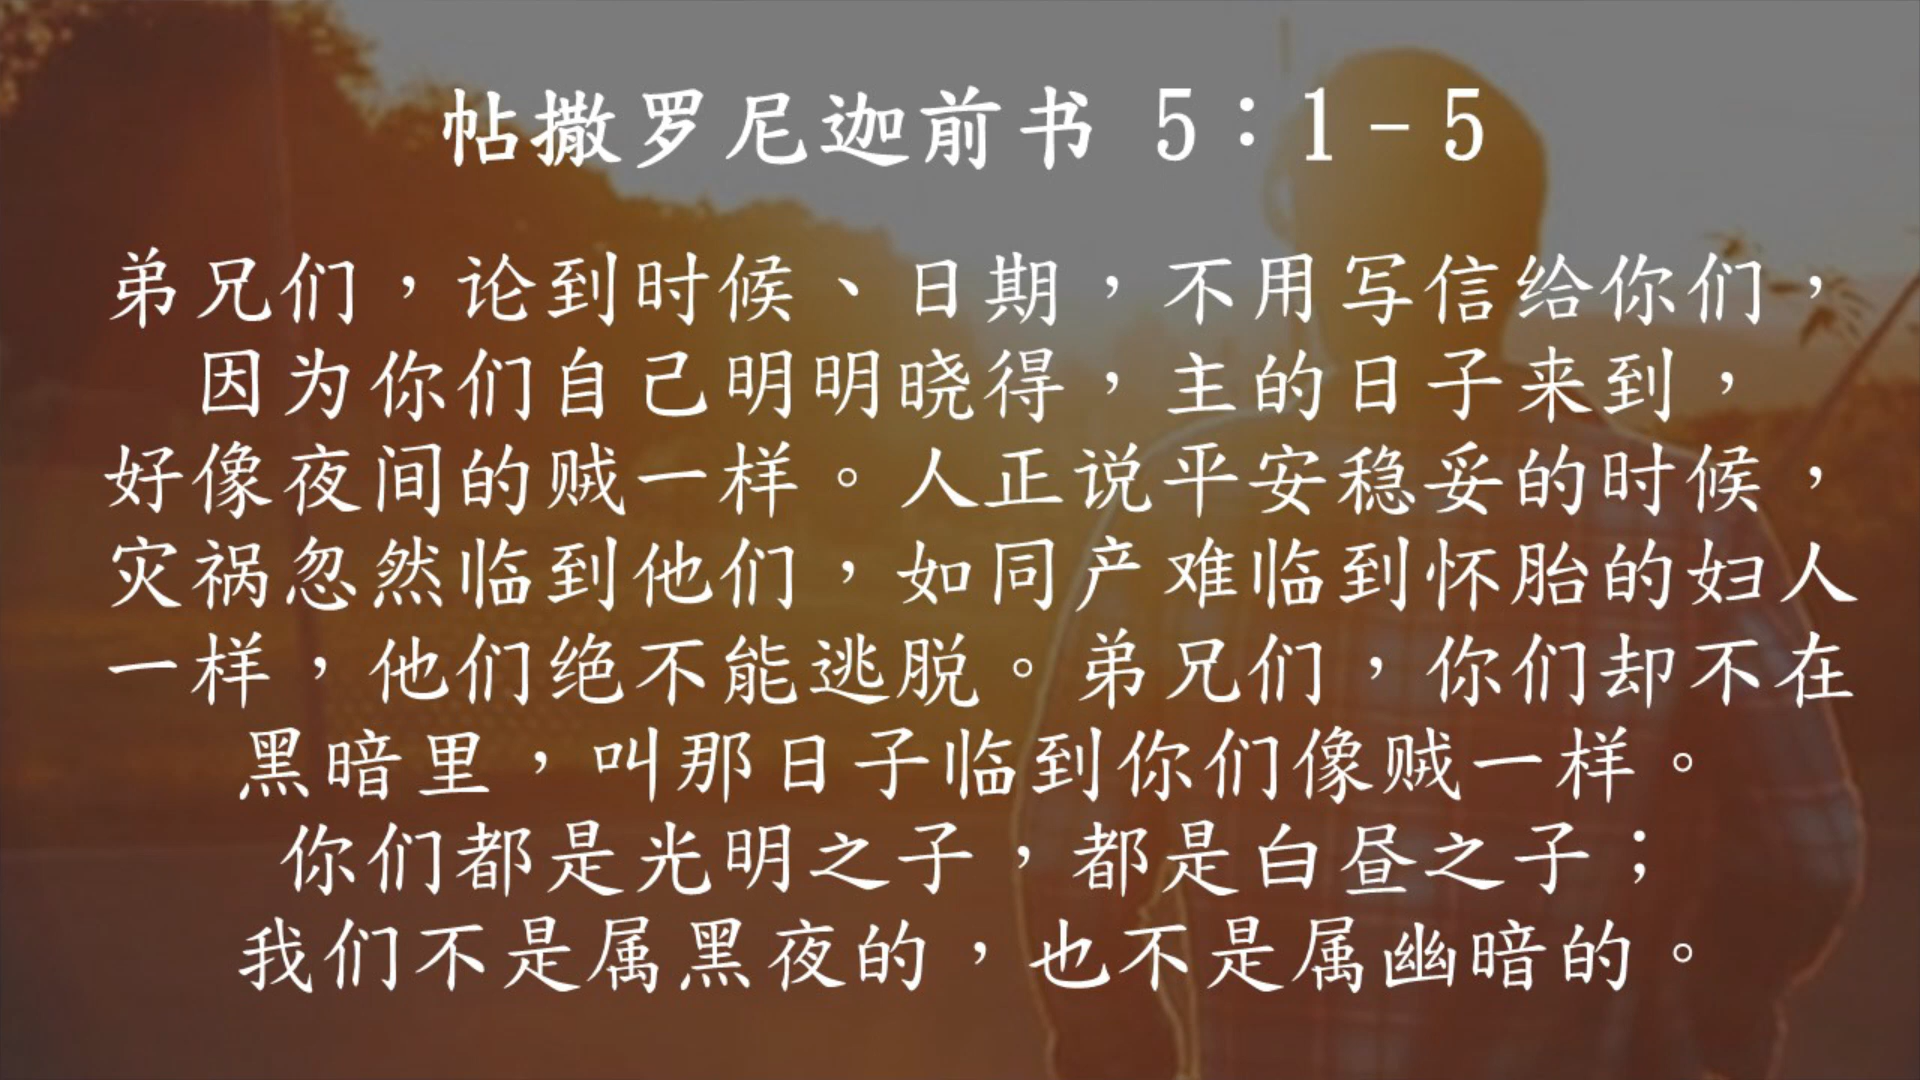 帖撒罗尼迦前书 5：1－5
弟兄们，论到时候、日期，不用写信给你们，
因为你们自己明明晓得，主的日子来到，
好像夜间的贼一样。人正说平安稳妥的时候，
灾祸忽然临到他们，如同产难临到怀胎的妇人
一样，他们绝不能逃脱。弟兄们，你们却不在
黑暗里，叫那日子临到你们像贼一样。
你们都是光明之子，都是白昼之子；
我们不是属黑夜的，也不是属幽暗的。